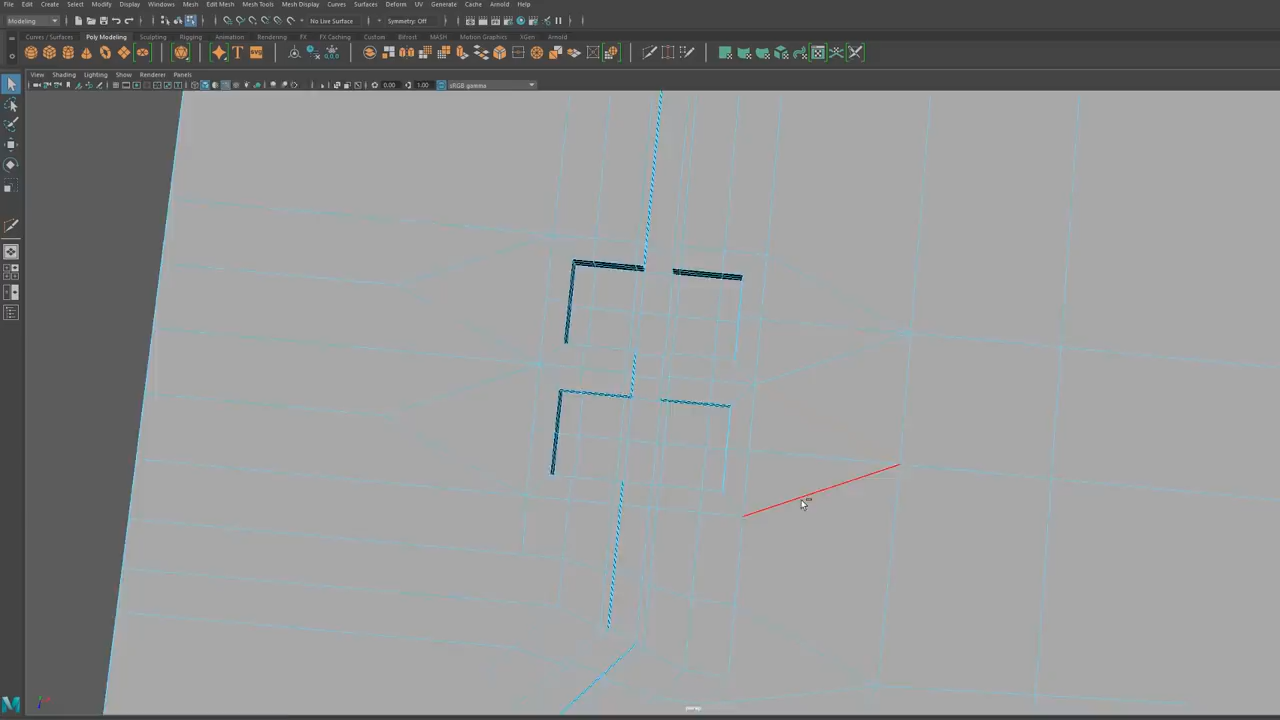 File Edit Create Select Modify Display Windows Mesh Edit Mesh Mesh Tools Mesh Display Curves Surfaces Deform UV Generate Cache Arnold Help
Modeling No Live Surface Symmetry: Off
Curves / Surfaces Poly Modeling Sculpting Rigging Animation Rendering FX FX Caching Custom Bifrost MASH Motion Graphics XGen Arnold
View Shading Lighting Show Renderer Panels
0.00 1.00 sRGB gamma
persp